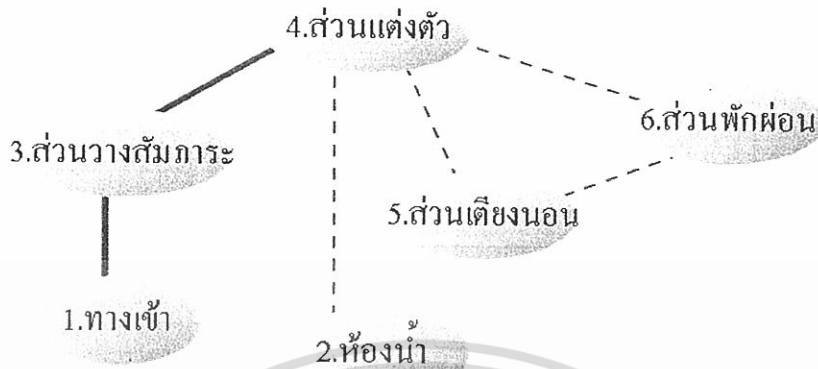 4.ส่วนแต่งตัว
6.ส่วนพักผ่อน
3.ส่วนวางสัมภาระ
5.ส่วนเตียงนอน
1.ทางเข้า
2.ห้องน้ำ